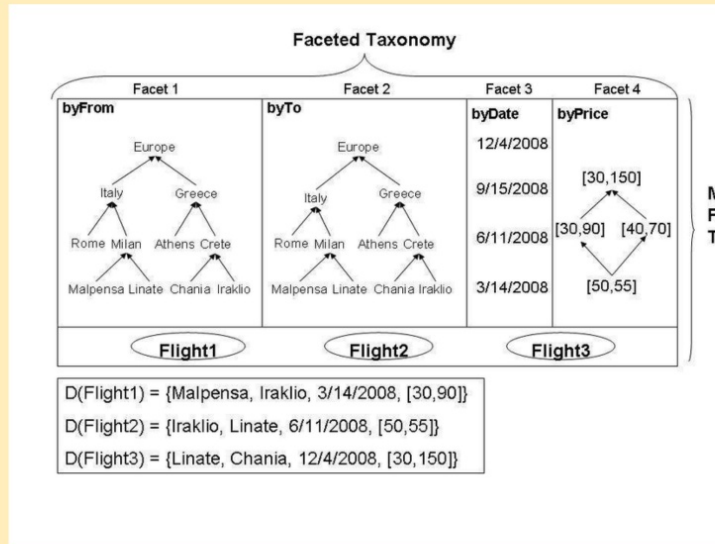 Faceted Taxonomy
Facet 1 Facet 2 Facet 3 Facet 4
byFrom byTo byDate byPrice
Europe Europe 12/4/2008
Italy Greece Italy Greece 9/15/2008 [30,150]
Rome Milan Athens Crete Rome Milan Athens Crete 6/11/2008 [30,90] [40,70]
Malpensa Linate Chania Iraklio Malpensa Linate Chania Iraklio 3/14/2008 [50,55]
M
F
T
Flight1 Flight2 Flight3
D(Flight1) = {Malpensa, Iraklio, 3/14/2008, [30,90]}
D(Flight2) = {Iraklio, Linate, 6/11/2008, [50,55]}
D(Flight3) = {Linate, Chania, 12/4/2008, [30,150]}